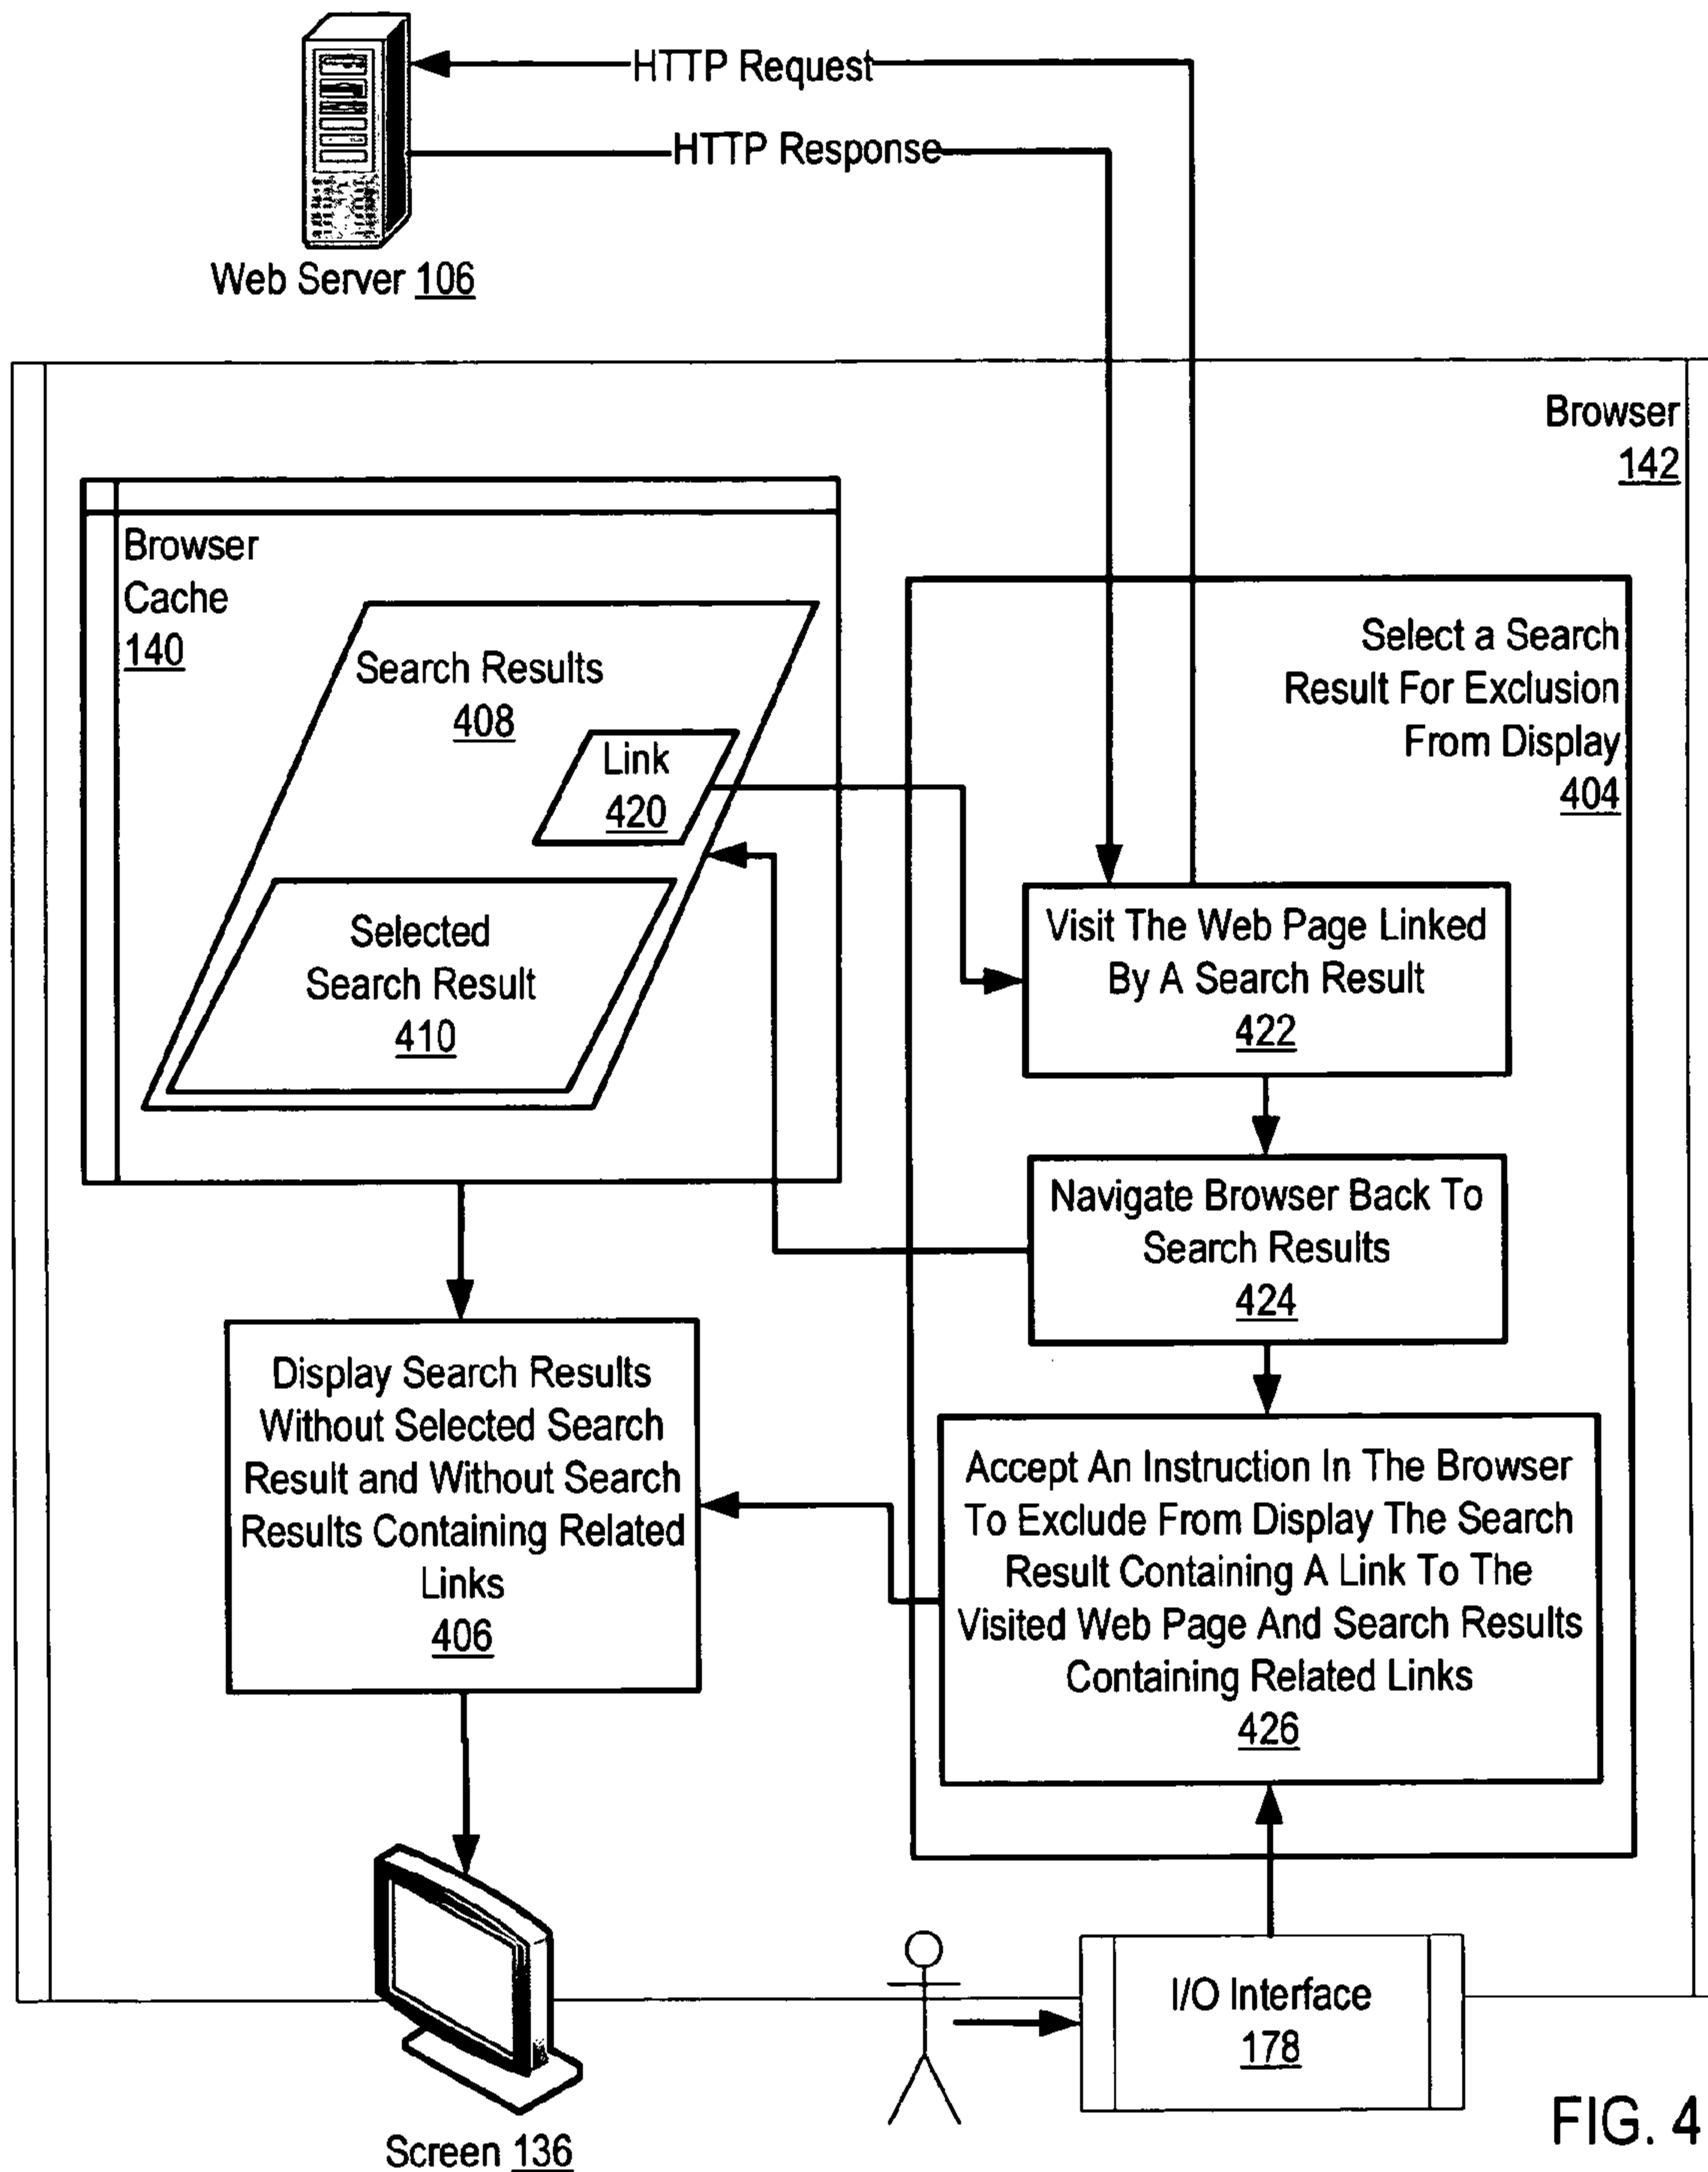 HTTP Request
HTTP Response
Web Server 106
Browser
142
Browser
Cache
140
Search Results
408
Link
420
Selected
Search Result
410
Select a Search
Result For Exclusion
From Display
404
Visit The Web Page Linked
By A Search Result
422
Navigate Browser Back To
Search Results
424
Display Search Results
Without Selected Search
Result and Without Search
Results Containing Related
Links
406
Accept An Instruction In The Browser
To Exclude From Display The Search
Result Containing A Link To The
Visited Web Page And Search Results
Containing Related Links
426
I/O Interface
178
Screen 136
FIG. 4